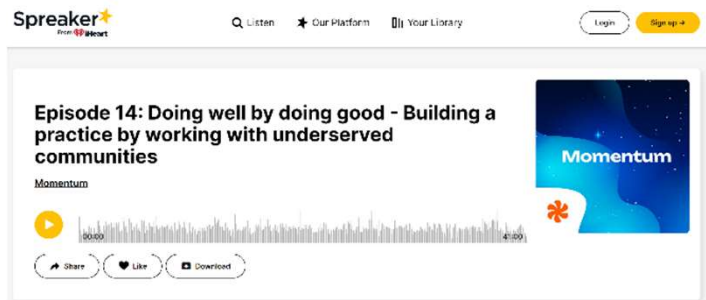 Spreaker
From iHeart
Listen
Our Platform
Your Library
Login
Sign up →
Episode 14: Doing well by doing good - Building a
practice by working with underserved
communities
Momentum
Momentum
00:00
41:00
Share
Like
Download